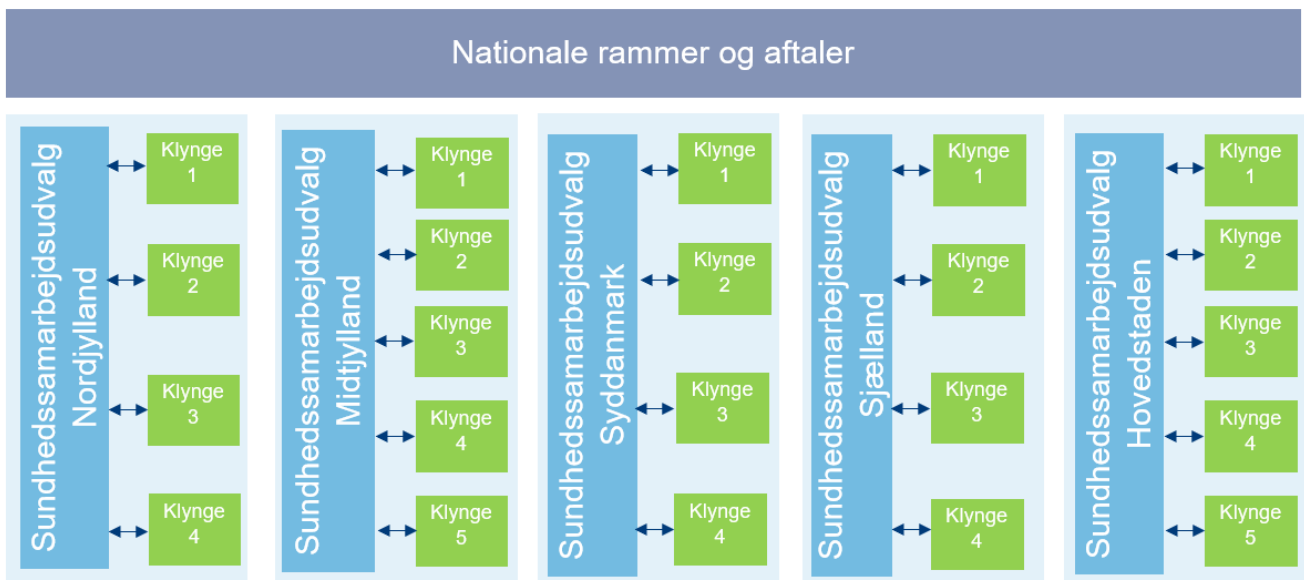 Nationale rammer og aftaler
Sundhedssamarbejdsudvalg
Nordjylland
Klynge
1
Klynge
2
Klynge
3
Klynge
4
Sundhedssamarbejdsudvalg
Midtjylland
Klynge
1
Klynge
2
Klynge
3
Klynge
4
Klynge
5
Sundhedssamarbejdsudvalg
Syddanmark
Klynge
1
Klynge
2
Klynge
3
Klynge
4
Sundhedssamarbejdsudvalg
Sjælland
Klynge
1
Klynge
2
Klynge
3
Klynge
4
Sundhedssamarbejdsudvalg
Hovedstaden
Klynge
1
Klynge
2
Klynge
3
Klynge
4
Klynge
5